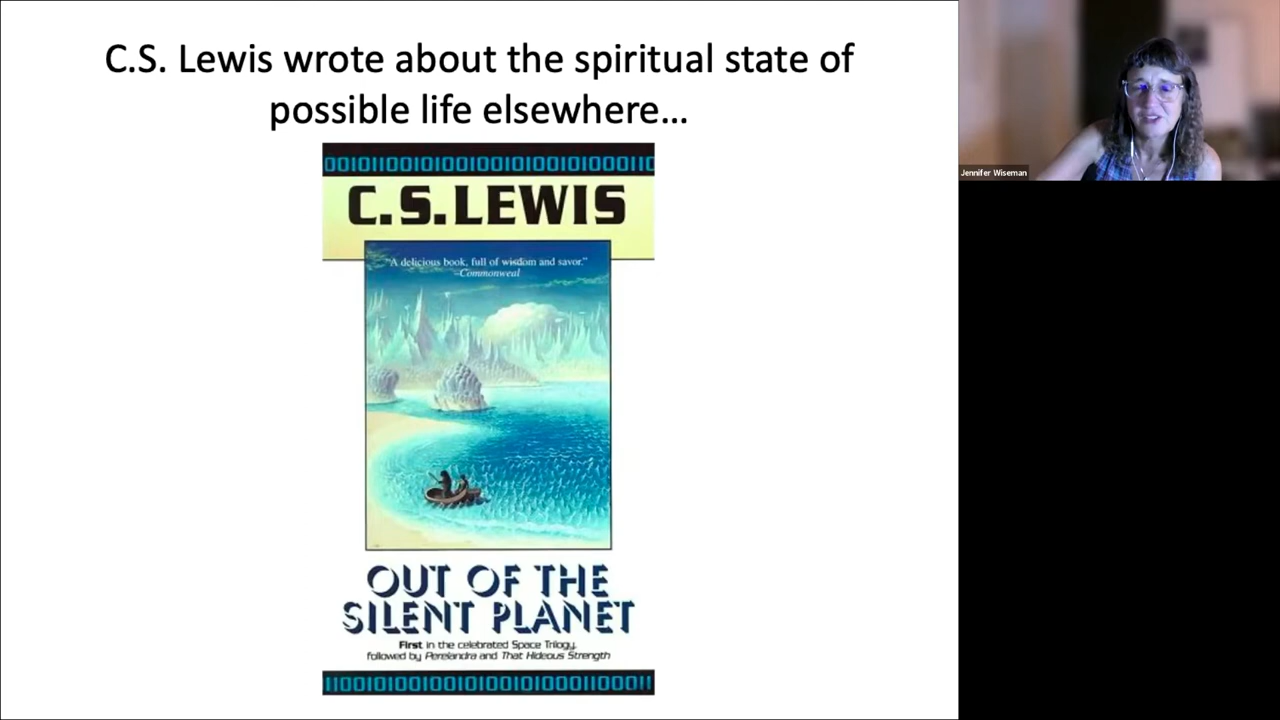 C.S. Lewis wrote about the spiritual state of
possible life elsewhere...
C.S. LEWIS
"A delicious book, full of wisdom and savor."
–Commonweal
OUT OF THE
SILENT PLANET
First in the celebrated Space Trilogy,
followed by Perelandra and That Hideous Strength
Jennifer Wiseman